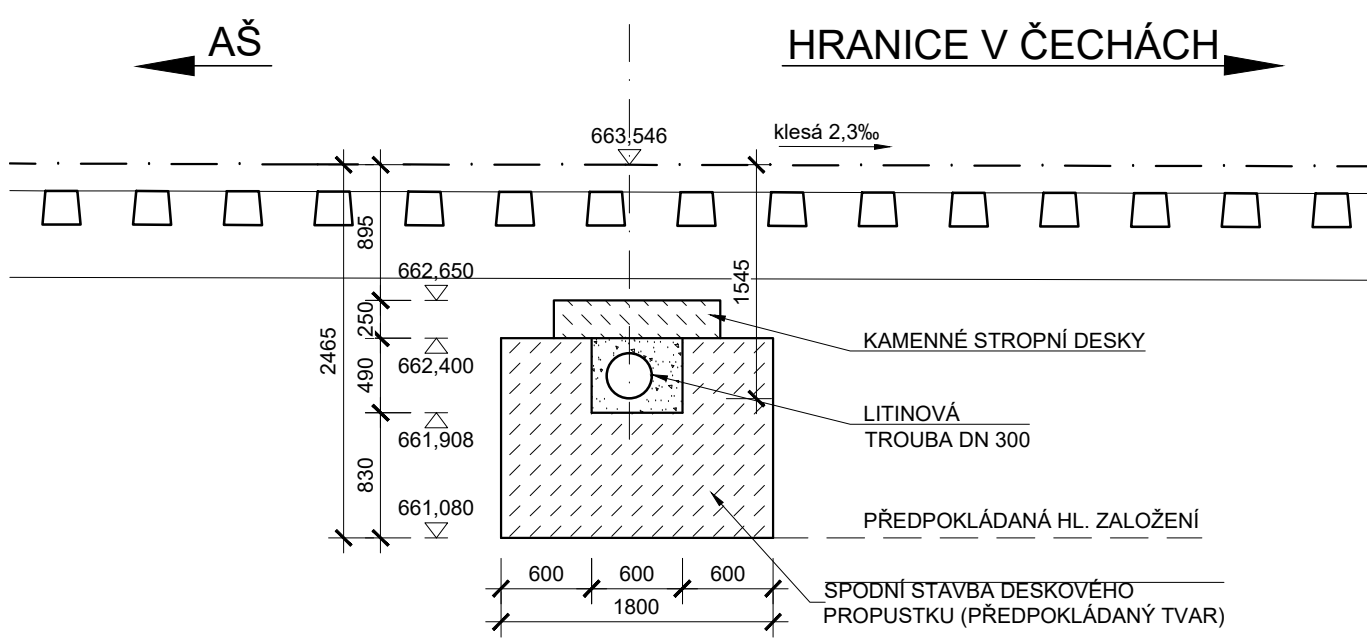 AŠ
HRANICE V ČECHÁCH
663,546
klesá 2,3‰
895
662,650
1545
250
2465
KAMENNÉ STROPNÍ DESKY
662,400
490
LITINOVÁ
TROUBA DN 300
661,908
830
661,080
PŘEDPOKLÁDANÁ HL. ZALOŽENÍ
600
600
600
SPODNÍ STAVBA DESKOVÉHO
1800
PROPUSTKU (PŘEDPOKLÁDANÝ TVAR)